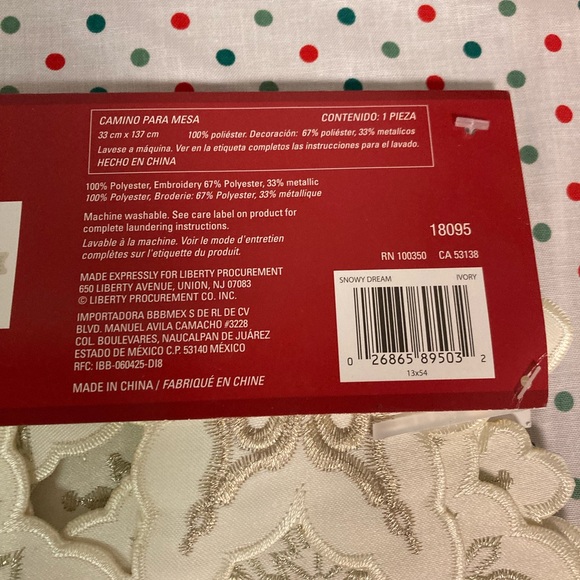 CAMINO PARA MESA CONTENIDO: 1 PIEZA
33 cm x 137 cm 100% poliéster. Decoración: 67% poliéster, 33% metalicos
Lavese a máquina. Ver en la etiqueta completos las instrucciones para el lavado.
HECHO EN CHINA
100% Polyester, Embroidery 67% Polyester, 33% metallic
100% Polyester, Broderie: 67% Polyester, 33% métallique
Machine washable. See care label on product for
complete laundering instructions.
Lavable à la machine. Voir le mode d'entretien
complètes sur l'etiquette du produit.
MADE EXPRESSLY FOR LIBERTY PROCUREMENT
650 LIBERTY AVENUE, UNION, NJ 07083
© LIBERTY PROCUREMENT CO. INC.
IMPORTADORA BBBMEX S DE RL DE CV
BLVD. MANUEL AVILA CAMACHO #3228
COL. BOULEVARES, NAUCALPAN DE JUÁREZ
ESTADO DE MÉXICO C.P. 53140 MÉXICO
RFC: IBB-060425-DI8
MADE IN CHINA / FABRIQUÉ EN CHINE
18095
RN 100350 CA 53138
SNOWY DREAM IVORY
0 26865 89503 2
13x54